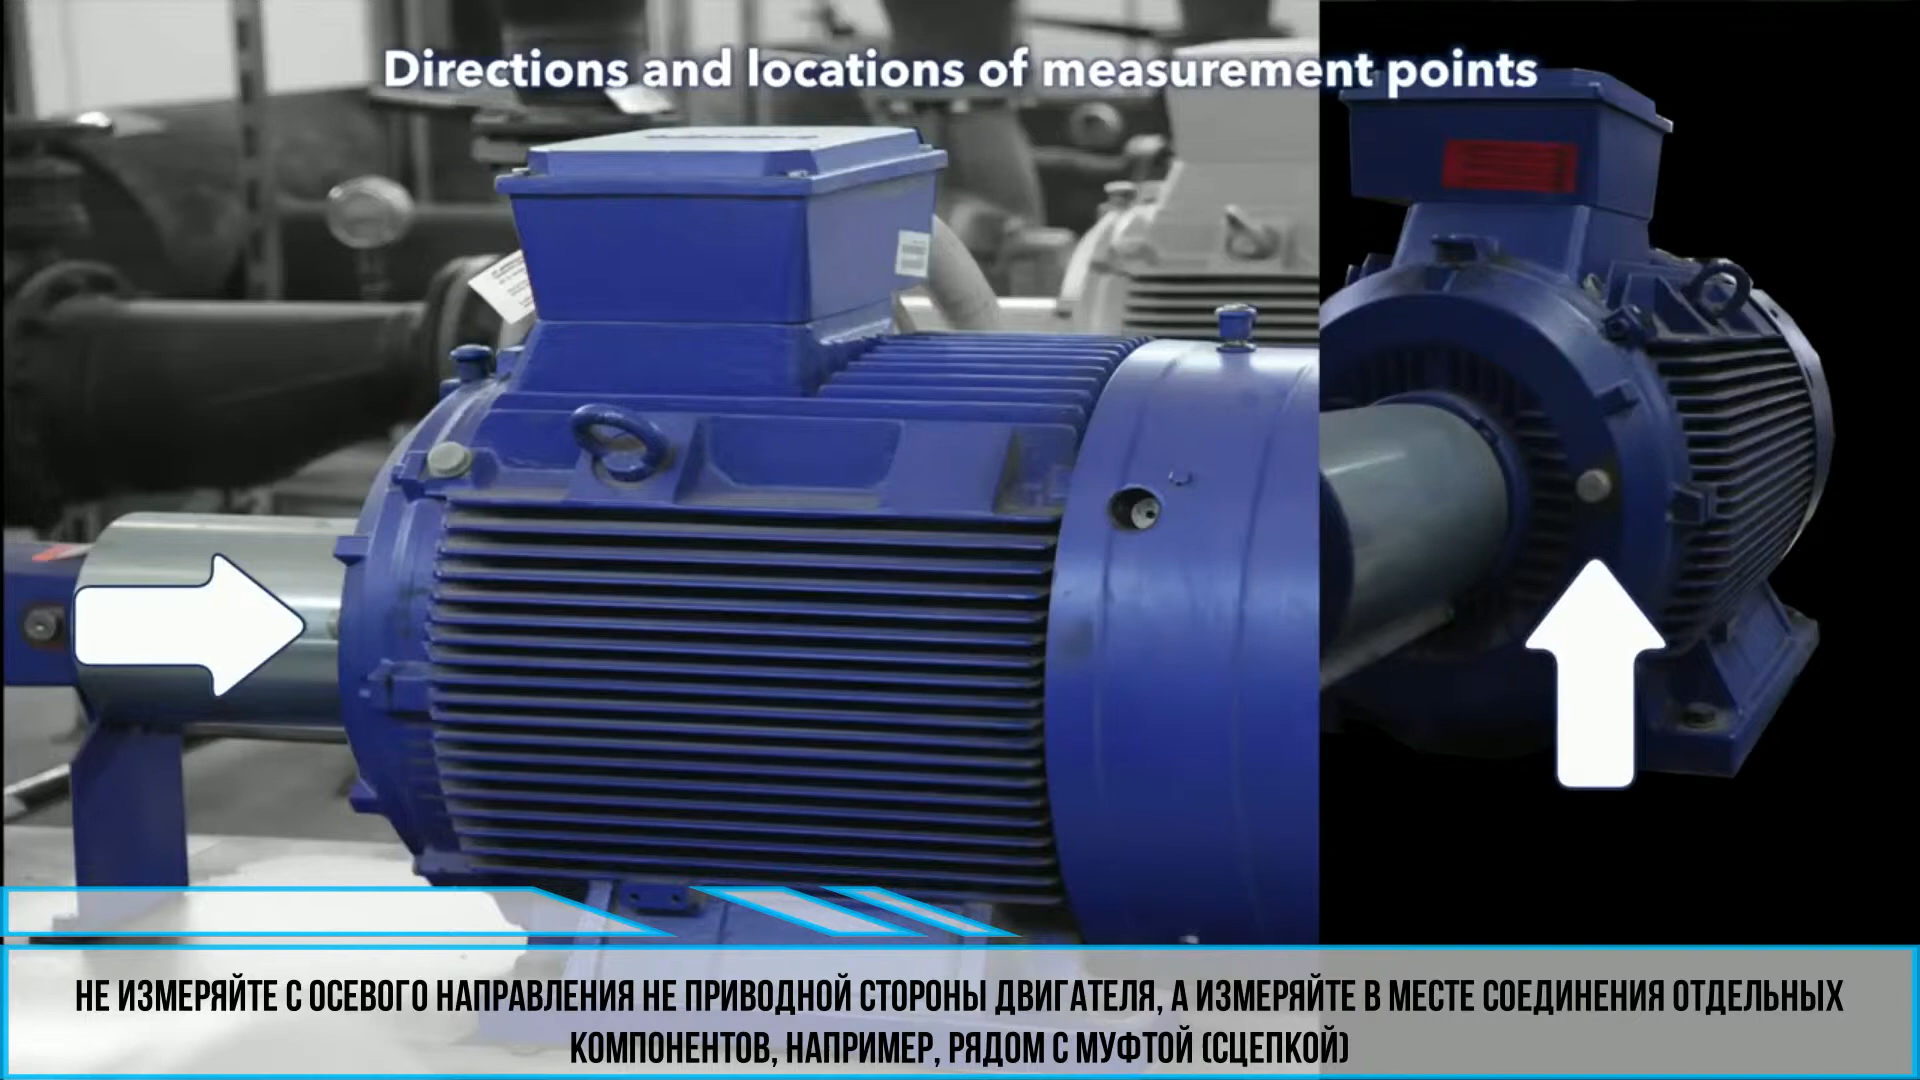 Directions and locations of measurement points
НЕ ИЗМЕРЯЙТЕ С ОСЕВОГО НАПРАВЛЕНИЯ НЕ ПРИВОДНОЙ СТОРОНЫ ДВИГАТЕЛЯ, А ИЗМЕРЯЙТЕ В МЕСТЕ СОЕДИНЕНИЯ ОТДЕЛЬНЫХ
КОМПОНЕНТОВ, НАПРИМЕР, РЯДОМ С МУФТОЙ (СЦЕПКОЙ)